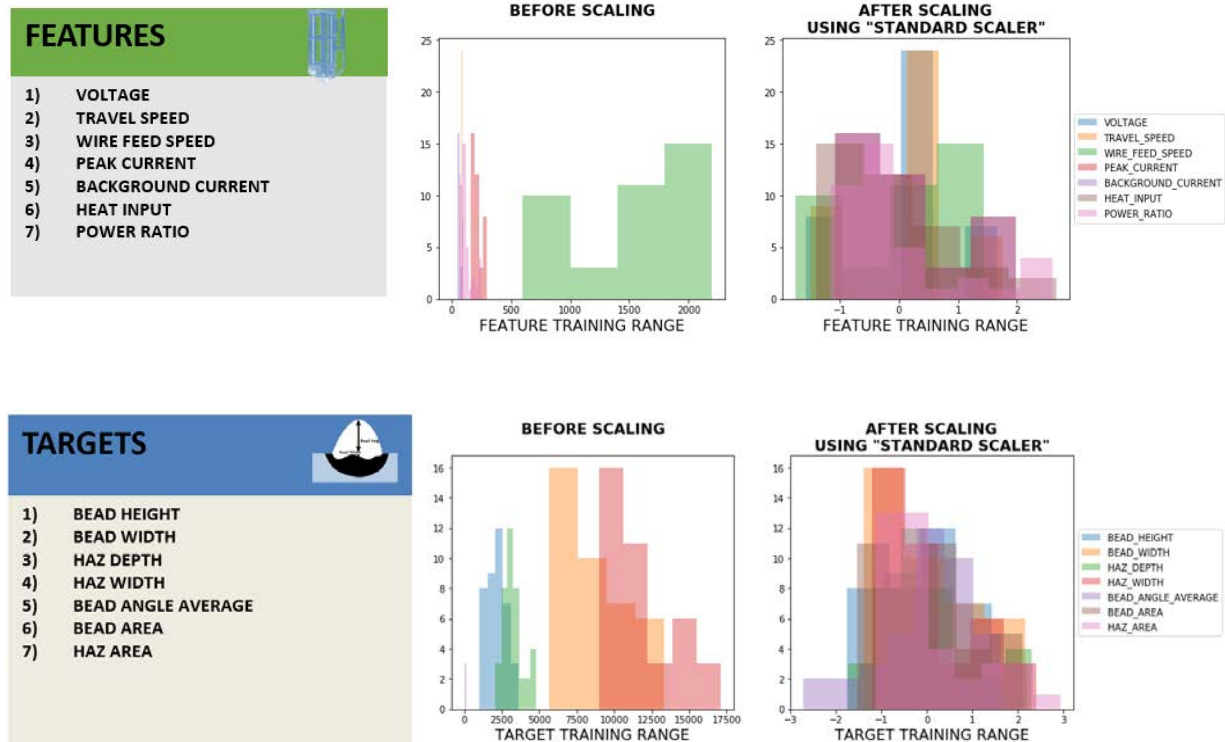 FEATURES
1) VOLTAGE
2) TRAVEL SPEED
3) WIRE FEED SPEED
4) PEAK CURRENT
5) BACKGROUND CURRENT
6) HEAT INPUT
7) POWER RATIO
BEFORE SCALING
25
20
15
10
5
0
0 500 1000 1500 2000
FEATURE TRAINING RANGE
AFTER SCALING
USING "STANDARD SCALER"
25
20
15
10
5
0
−1 0 1 2
FEATURE TRAINING RANGE
VOLTAGE
TRAVEL_SPEED
WIRE_FEED_SPEED
PEAK_CURRENT
BACKGROUND_CURRENT
HEAT_INPUT
POWER_RATIO
TARGETS
1) BEAD HEIGHT
2) BEAD WIDTH
3) HAZ DEPTH
4) HAZ WIDTH
5) BEAD ANGLE AVERAGE
6) BEAD AREA
7) HAZ AREA
BEFORE SCALING
16
14
12
10
8
6
4
2
0
0 2500 5000 7500 10000 12500 15000 17500
TARGET TRAINING RANGE
AFTER SCALING
USING "STANDARD SCALER"
16
14
12
10
8
6
4
2
0
−3 −2 −1 0 1 2 3
TARGET TRAINING RANGE
BEAD_HEIGHT
BEAD_WIDTH
HAZ_DEPTH
HAZ_WIDTH
BEAD_ANGLE_AVERAGE
BEAD_AREA
HAZ_AREA